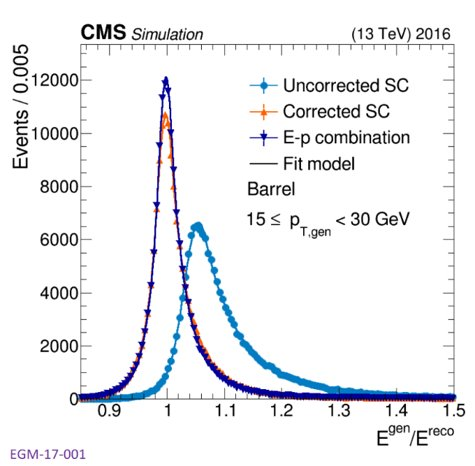 CMS Simulation (13 TeV) 2016
Events / 0.005
12000
10000
8000
6000
4000
2000
0
Uncorrected SC
Corrected SC
E-p combination
Fit model
Barrel
15 ≤ pT,gen < 30 GeV
0.9 1 1.1 1.2 1.3 1.4 1.5
E^gen/E^reco
EGM-17-001